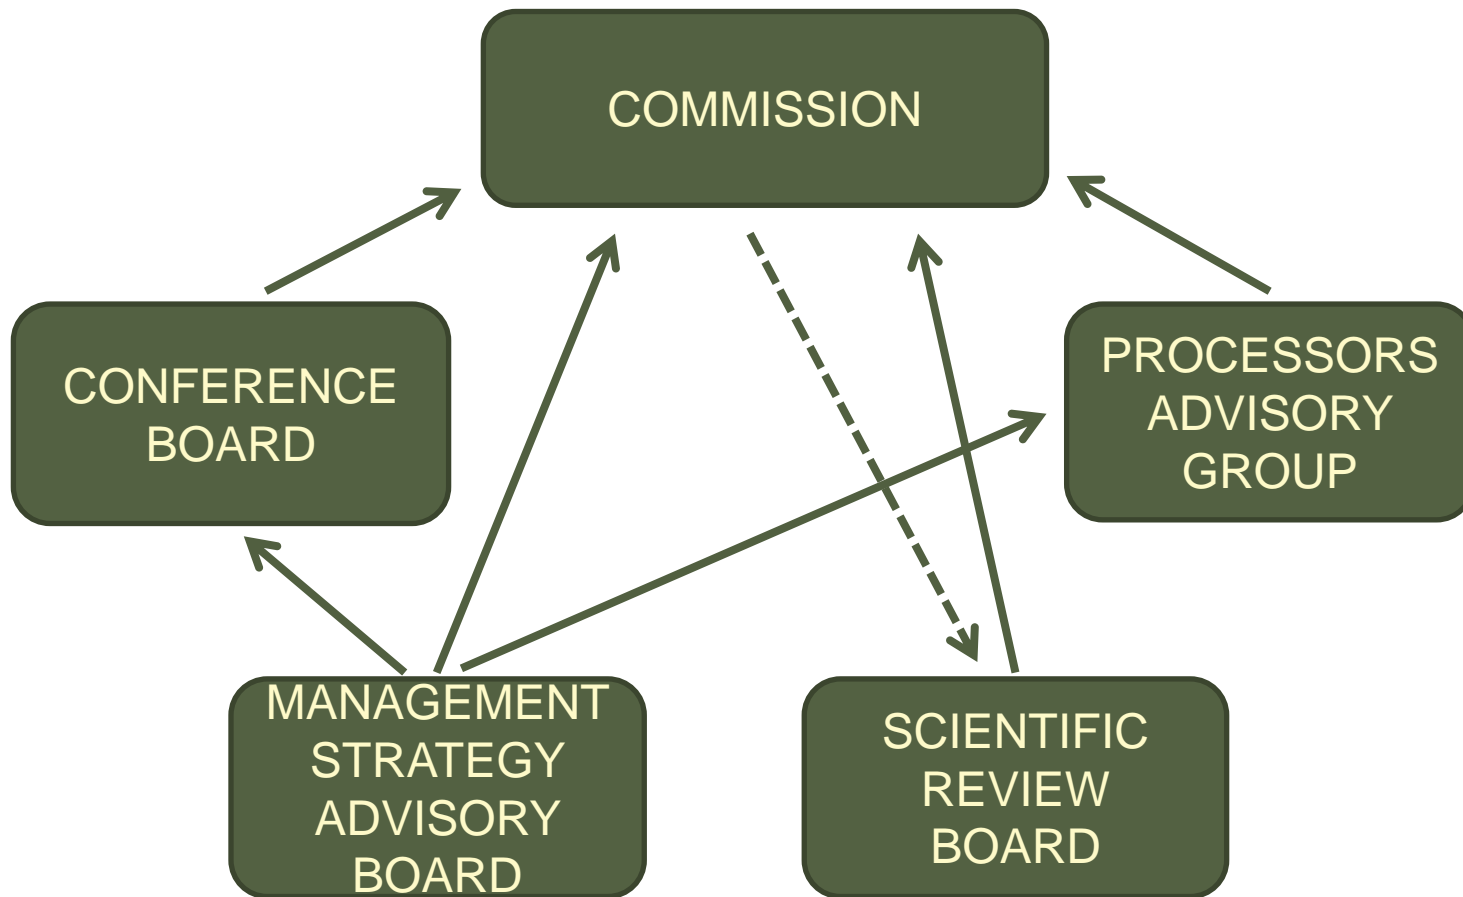 COMMISSION
CONFERENCE
BOARD
PROCESSORS
ADVISORY
GROUP
MANAGEMENT
STRATEGY
ADVISORY
BOARD
SCIENTIFIC
REVIEW
BOARD